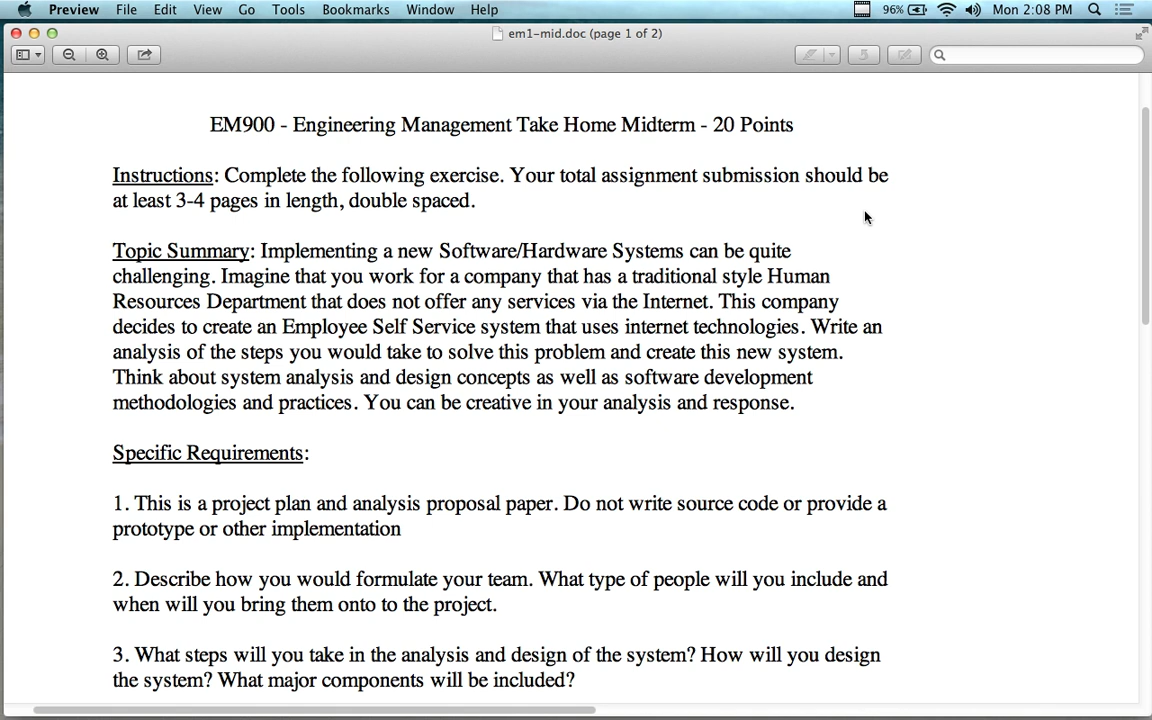 Preview File Edit View Go Tools Bookmarks Window Help 96% Mon 2:08 PM
em1-mid.doc (page 1 of 2)
EM900 - Engineering Management Take Home Midterm - 20 Points
Instructions: Complete the following exercise. Your total assignment submission should be
at least 3-4 pages in length, double spaced.
Topic Summary: Implementing a new Software/Hardware Systems can be quite
challenging. Imagine that you work for a company that has a traditional style Human
Resources Department that does not offer any services via the Internet. This company
decides to create an Employee Self Service system that uses internet technologies. Write an
analysis of the steps you would take to solve this problem and create this new system.
Think about system analysis and design concepts as well as software development
methodologies and practices. You can be creative in your analysis and response.
Specific Requirements:
1. This is a project plan and analysis proposal paper. Do not write source code or provide a
prototype or other implementation
2. Describe how you would formulate your team. What type of people will you include and
when will you bring them onto to the project.
3. What steps will you take in the analysis and design of the system? How will you design
the system? What major components will be included?